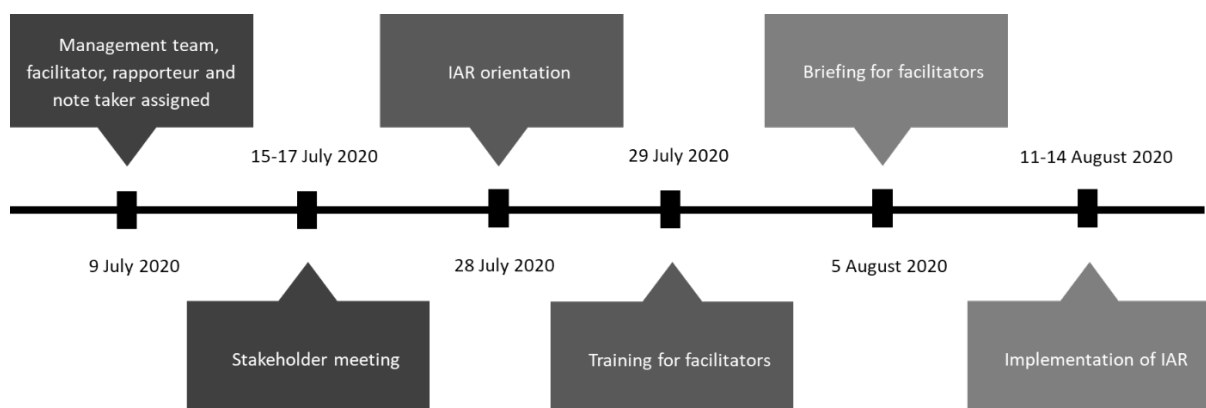 Management team,
facilitator, rapporteur and
note taker assigned
IAR orientation
Briefing for facilitators
15-17 July 2020
29 July 2020
11-14 August 2020
9 July 2020
28 July 2020
5 August 2020
Stakeholder meeting
Training for facilitators
Implementation of IAR